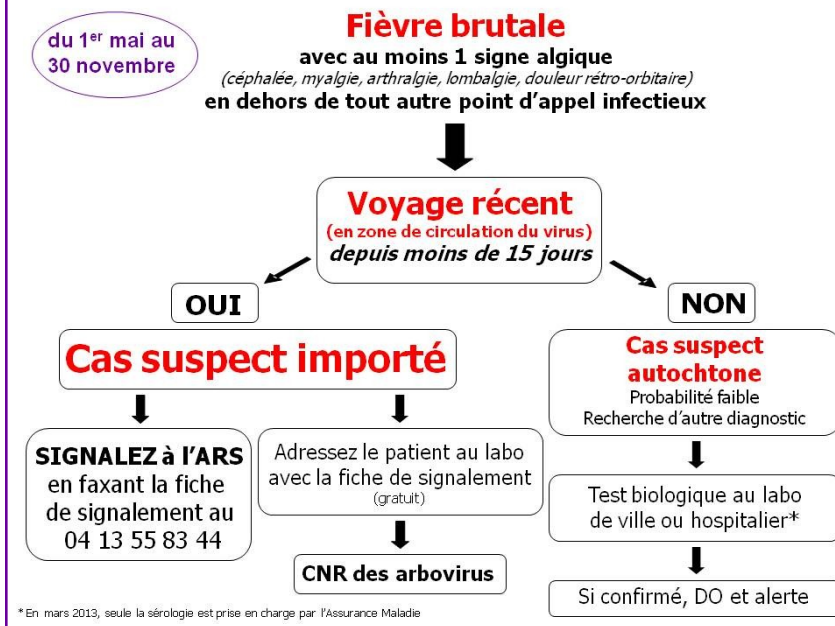 du 1er mai au
30 novembre
Fièvre brutale
avec au moins 1 signe algique
(céphalée, myalgie, arthralgie, lombalgie, douleur rétro-orbitaire)
en dehors de tout autre point d'appel infectieux
Voyage récent
(en zone de circulation du virus)
depuis moins de 15 jours
OUI
NON
Cas suspect importé
SIGNALEZ à l'ARS
en faxant la fiche
de signalement au
04 13 55 83 44
Adressez le patient au labo
avec la fiche de signalement
(gratuit)
CNR des arbovirus
Cas suspect
autochtone
Probabilité faible
Recherche d'autre diagnostic
Test biologique au labo
de ville ou hospitalier*
Si confirmé, DO et alerte
* En mars 2013, seule la sérologie est prise en charge par l'Assurance Maladie